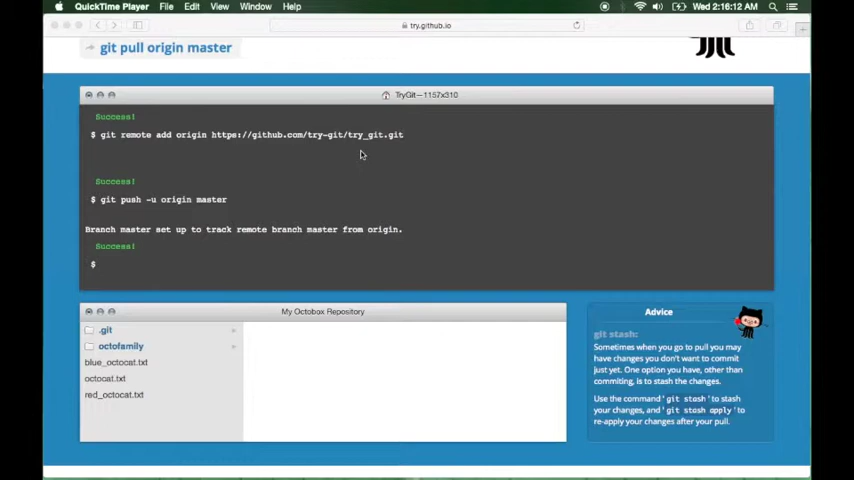 QuickTime Player File Edit View Window Help Wed 2:16:12 AM
try.github.io
git pull origin master
TryGit—1157x310
Success!
$ git remote add origin https://github.com/try-git/try_git.git
Success!
$ git push -u origin master
Branch master set up to track remote branch master from origin.
Success!
$
My Octobox Repository
.git
octofamily
blue_octocat.txt
octocat.txt
red_octocat.txt
Advice
git stash:
Sometimes when you go to pull you may
have changes you don't want to commit
just yet. One option you have, other than
commiting, is to stash the changes.
Use the command 'git stash' to stash
your changes, and 'git stash apply' to
re-apply your changes after your pull.